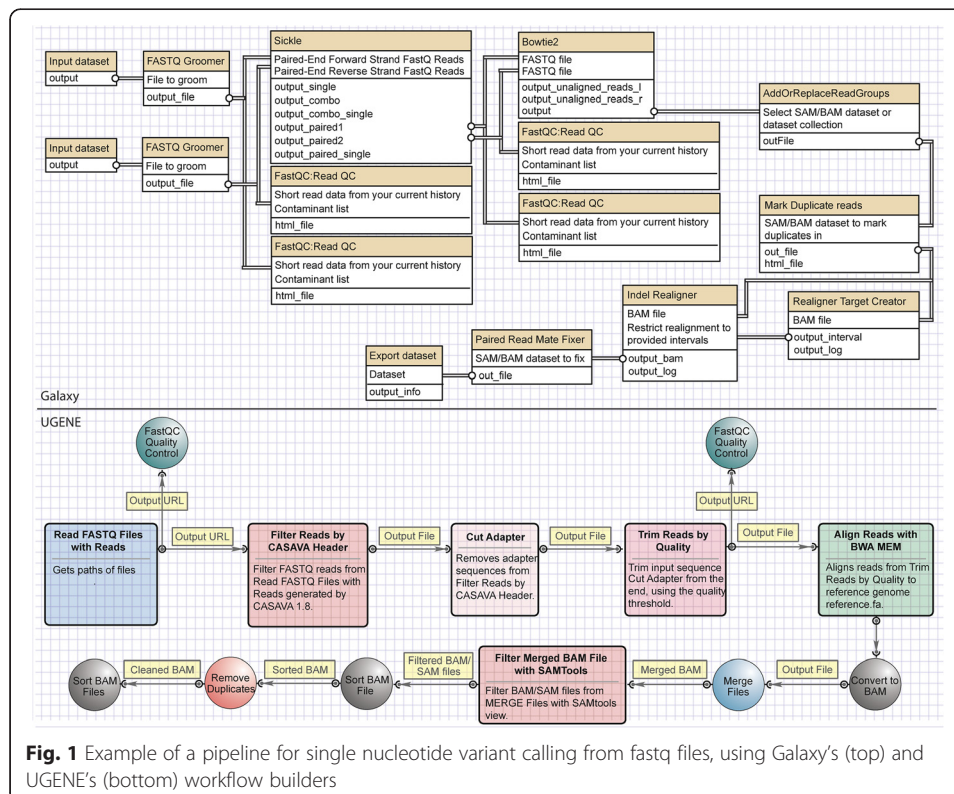 Input dataset
output
FASTQ Groomer
File to groom
output_file
Input dataset
output
FASTQ Groomer
File to groom
output_file
Sickle
Paired-End Forward Strand FastQ Reads
Paired-End Reverse Strand FastQ Reads
output_single
output_combo
output_combo_single
output_paired1
output_paired2
output_paired_single
FastQC:Read QC
Short read data from your current history
Contaminant list
html_file
FastQC:Read QC
Short read data from your current history
Contaminant list
html_file
Bowtie2
FASTQ file
FASTQ file
output_unaligned_reads_l
output_unaligned_reads_r
output
FastQC:Read QC
Short read data from your current history
Contaminant list
html_file
FastQC:Read QC
Short read data from your current history
Contaminant list
html_file
AddOrReplaceReadGroups
Select SAM/BAM dataset or
dataset collection
outFile
Mark Duplicate reads
SAM/BAM dataset to mark
duplicates in
out_file
html_file
Realigner Target Creator
BAM file
output_interval
output_log
Indel Realigner
BAM file
Restrict realignment to
provided intervals
output_bam
output_log
Paired Read Mate Fixer
SAM/BAM dataset to fix
out_file
Export dataset
Dataset
output_info
Galaxy
UGENE
FastQC
Quality
Control
Output URL
FastQC
Quality
Control
Output URL
Read FASTQ Files
with Reads
Gets paths of files
Output URL
Filter Reads by
CASAVA Header
Filter FASTQ reads from
Read FASTQ Files with
Reads generated by
CASAVA 1.8.
Output File
Cut Adapter
Removes adapter
sequences from
Filter Reads by
CASAVA Header.
Output File
Trim Reads by
Quality
Trim input sequence
Cut Adapter from the
end, using the quality
threshold.
Output File
Align Reads with
BWA MEM
Aligns reads from Trim
Reads by Quality to
reference genome
reference.fa.
Convert to
BAM
Output File
Merge
Files
Merged BAM
Filter Merged BAM File
with SAMTools
Filter BAM/SAM files from
MERGE Files with SAMtools
view.
Filtered BAM/
SAM files
Sort BAM
File
Sorted BAM
Remove
Duplicates
Cleaned BAM
Sort BAM
Files
Fig. 1 Example of a pipeline for single nucleotide variant calling from fastq files, using Galaxy's (top) and
UGENE's (bottom) workflow builders